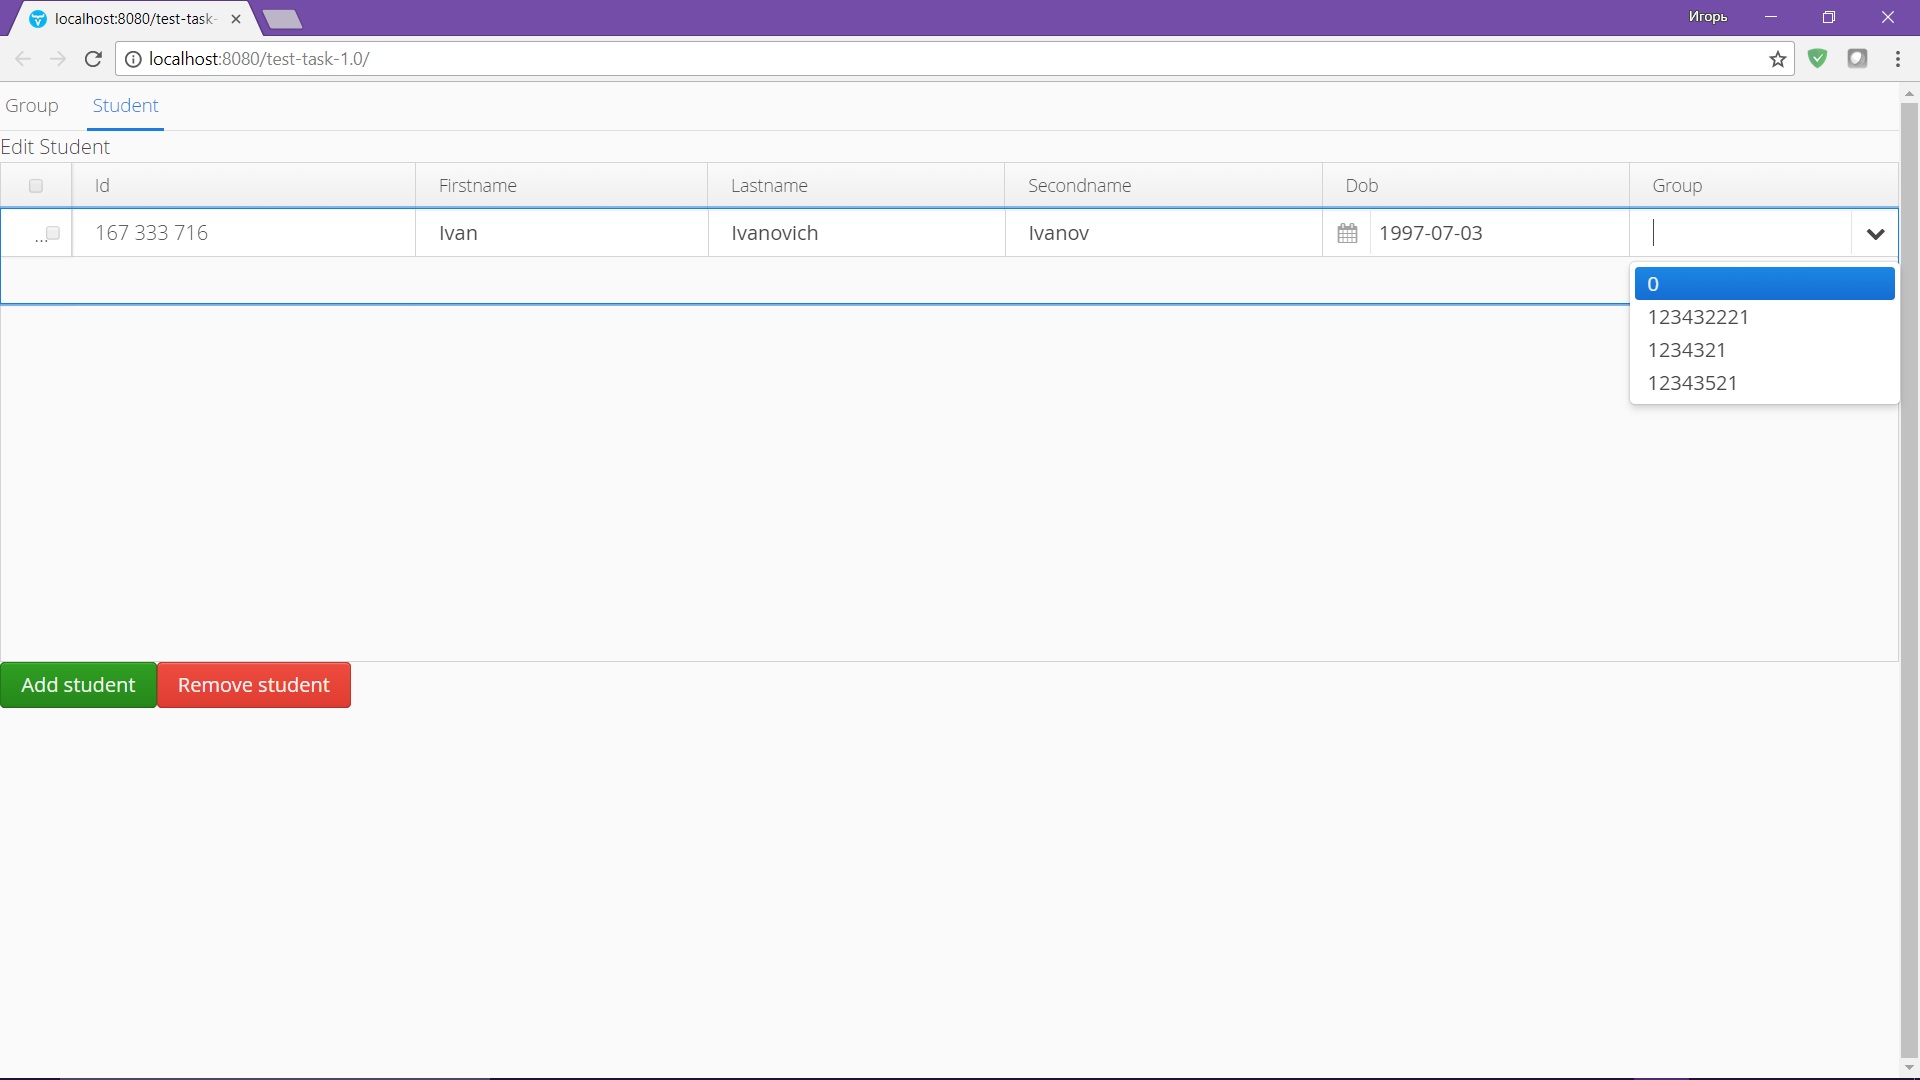 localhost:8080/test-task-
Игорь
localhost:8080/test-task-1.0/
Group Student
Edit Student
Id Firstname Lastname Secondname Dob Group
... 167 333 716 Ivan Ivanovich Ivanov 1997-07-03
0
123432221
1234321
12343521
Add student Remove student